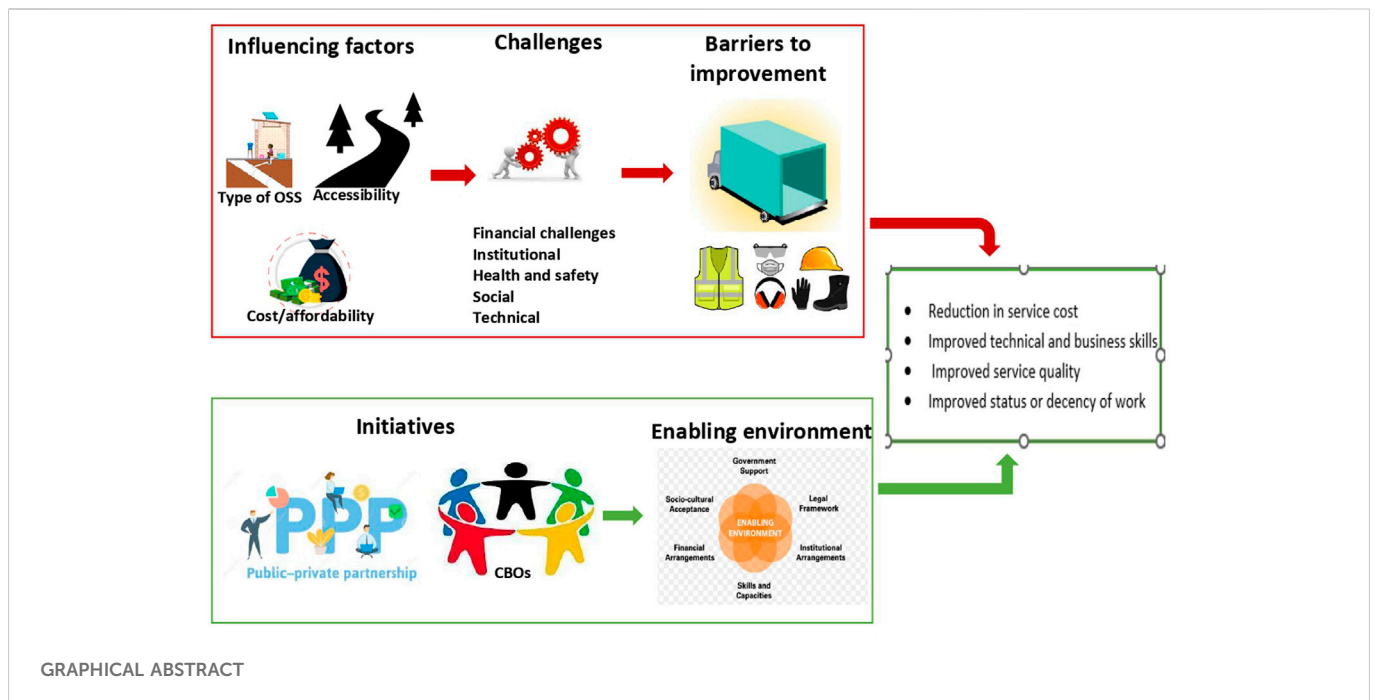 Influencing factors
Type of OSS
Accessibility
$
Cost/affordability
Challenges
Financial challenges
Institutional
Health and safety
Social
Technical
Barriers to
improvement
• Reduction in service cost
• Improved technical and business skills
• Improved service quality
• Improved status or decency of work
Initiatives
PPP
Public–private partnership
CBOs
Enabling environment
Government
Support
Socio-cultural
Acceptance
Legal
Framework
ENABLING
ENVIRONMENT
Financial
Arrangements
Institutional
Arrangements
Skills and
Capacities
GRAPHICAL ABSTRACT